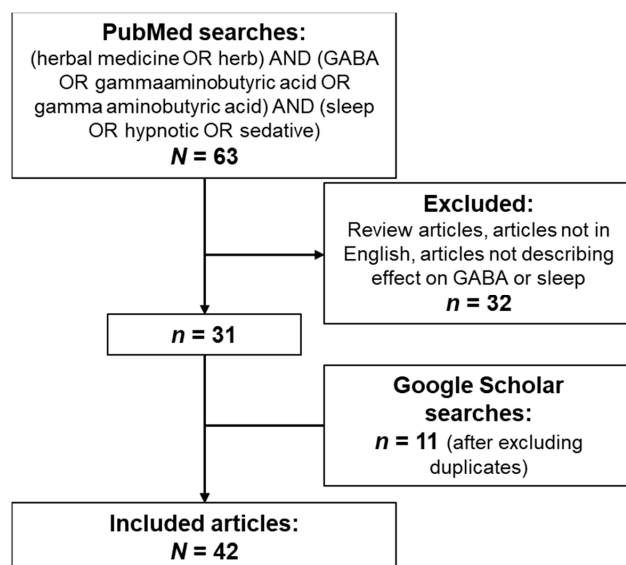 PubMed searches:
(herbal medicine OR herb) AND (GABA
OR gammaaminobutyric acid OR
gamma aminobutyric acid) AND (sleep
OR hypnotic OR sedative)
N = 63
Excluded:
Review articles, articles not in
English, articles not describing
effect on GABA or sleep
n = 32
n = 31
Google Scholar
searches:
n = 11 (after excluding
duplicates)
Included articles:
N = 42